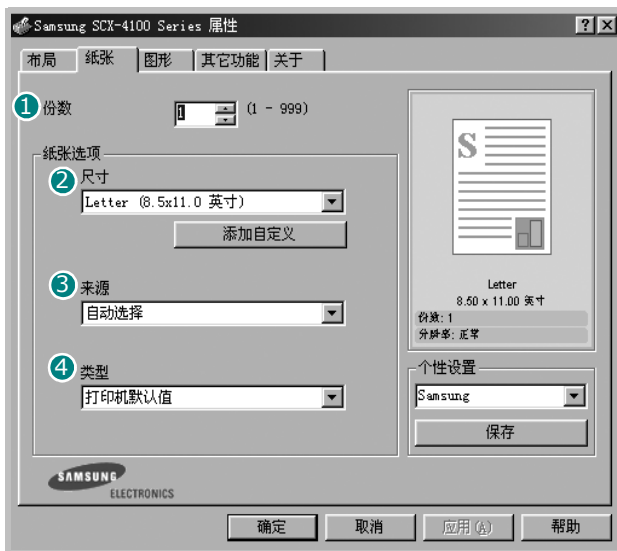 Samsung SCX-4100 Series 属性
布局 纸张 图形 其它功能 关于
1 份数 1 (1 - 999)
纸张选项
2 尺寸
Letter (8.5x11.0 英寸)
添加自定义
3 来源
自动选择
4 类型
打印机默认值
S
Letter
8.50 x 11.00 英寸
份数: 1
分辨率: 正常
个性设置
Samsung
保存
SAMSUNG
ELECTRONICS
确定 取消 应用(A) 帮助